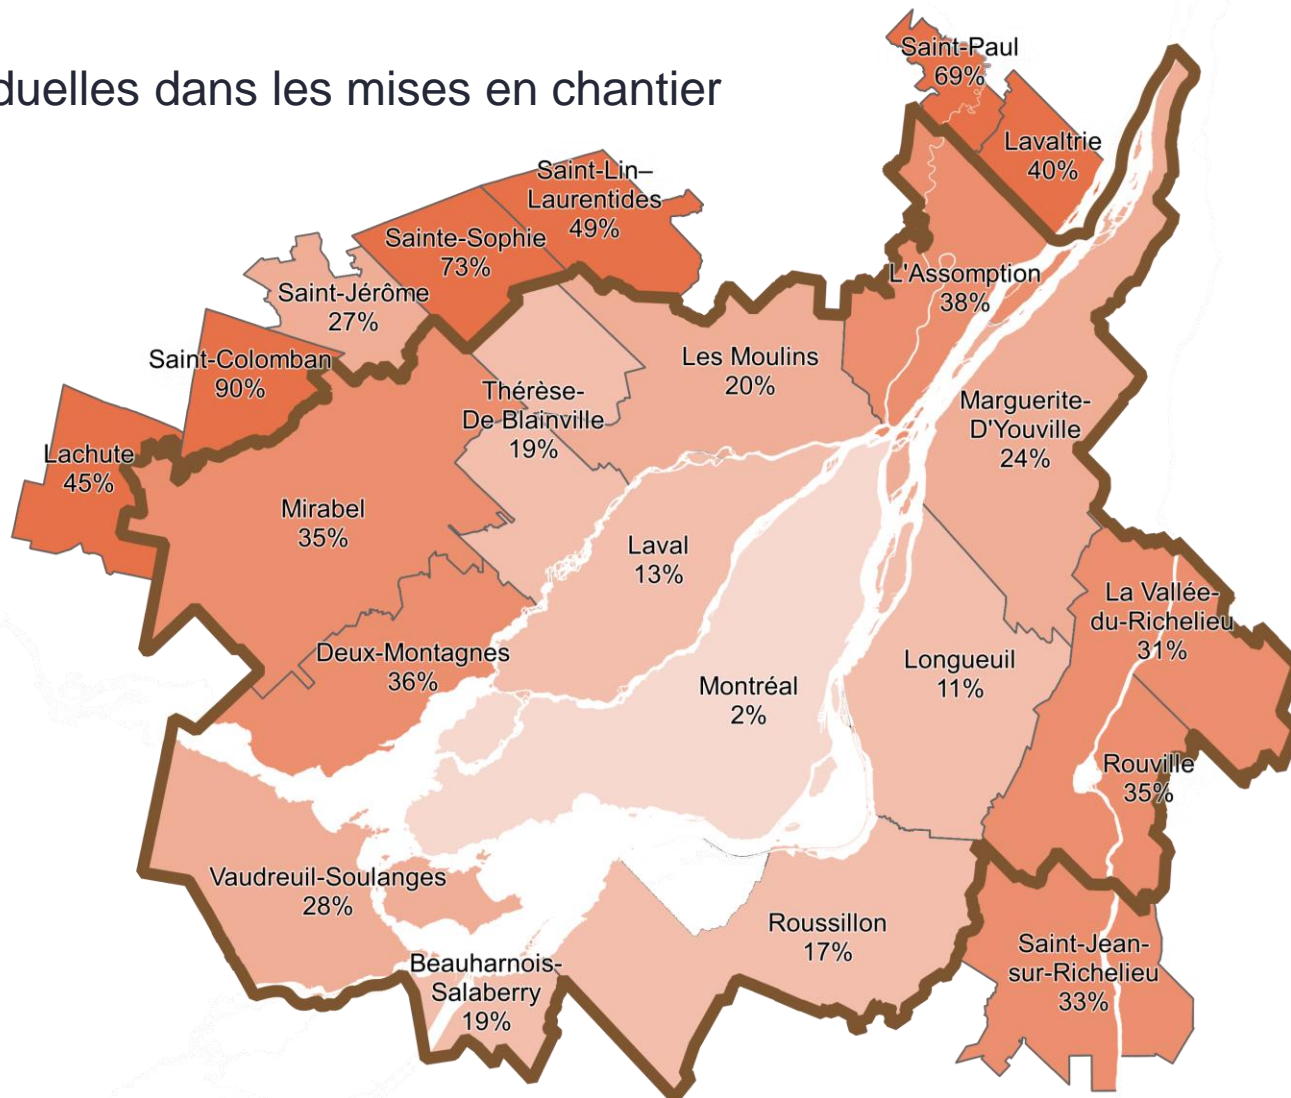 duelles dans les mises en chantier
Saint-Paul
69%
Lavaltrie
40%
Saint-Lin–
Laurentides
49%
Sainte-Sophie
73%
L'Assomption
38%
Saint-Jérôme
27%
Saint-Colomban
90%
Les Moulins
20%
Thérèse-
De Blainville
19%
Marguerite-
D'Youville
24%
Lachute
45%
Mirabel
35%
Laval
13%
La Vallée-
du-Richelieu
31%
Deux-Montagnes
36%
Longueuil
11%
Montréal
2%
Rouville
35%
Vaudreuil-Soulanges
28%
Roussillon
17%
Saint-Jean-
sur-Richelieu
33%
Beauharnois-
Salaberry
19%